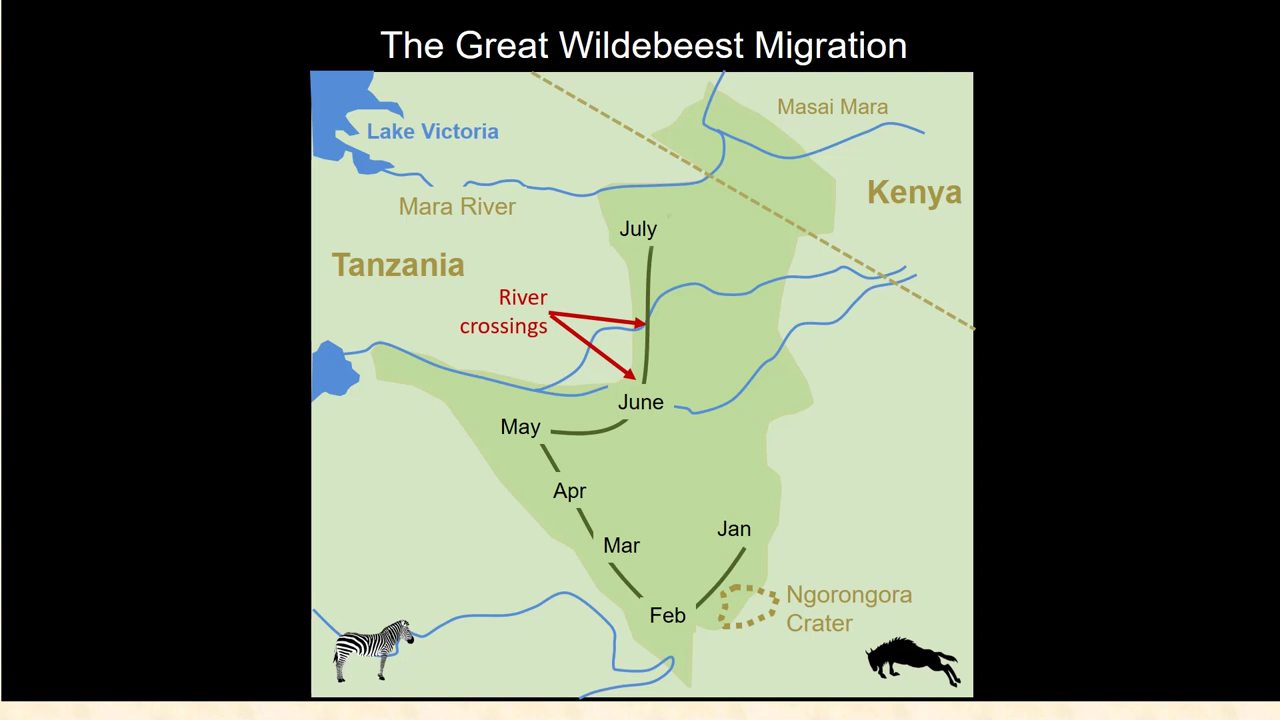 The Great Wildebeest Migration
Masai Mara
Lake Victoria
Kenya
Mara River
July
Tanzania
River
crossings
June
May
Apr
Jan
Mar
Ngorongora
Crater
Feb